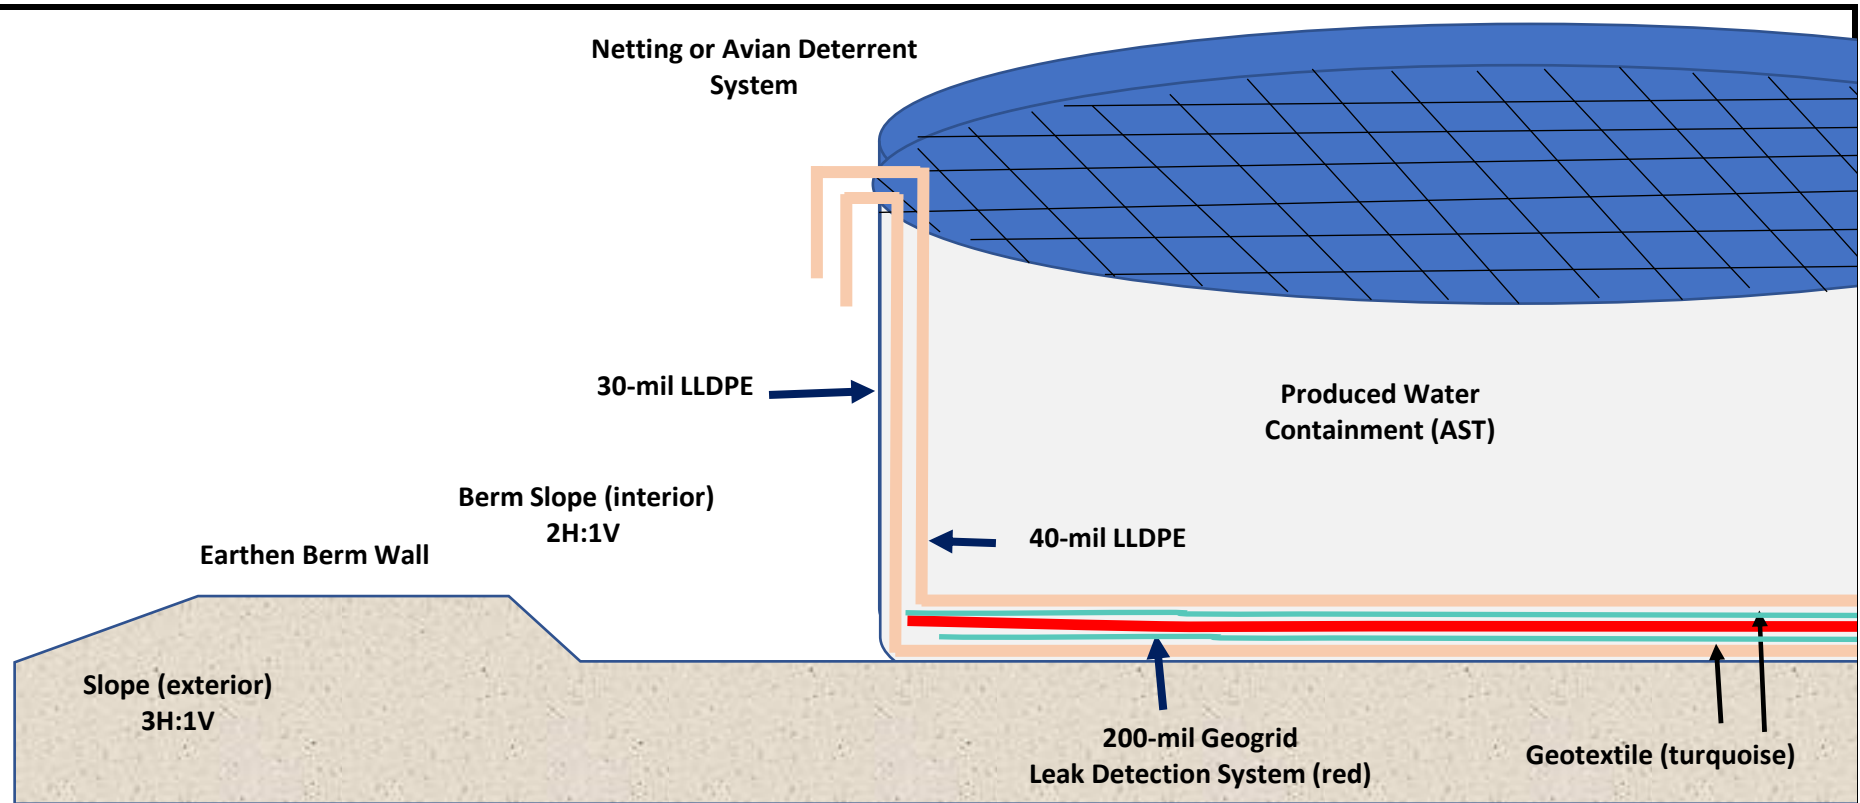 Netting or Avian Deterrent
System
30-mil LLDPE
Produced Water
Containment (AST)
Berm Slope (interior)
2H:1V
40-mil LLDPE
Earthen Berm Wall
Slope (exterior)
3H:1V
200-mil Geogrid
Leak Detection System (red)
Geotextile (turquoise)